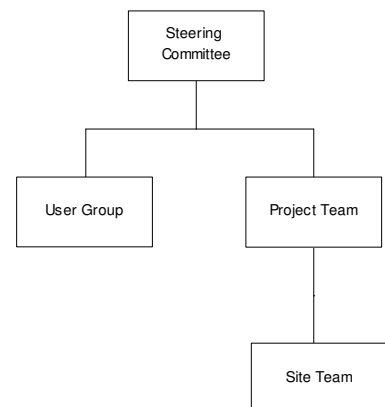 Steering
Committee
User Group
Project Team
Site Team